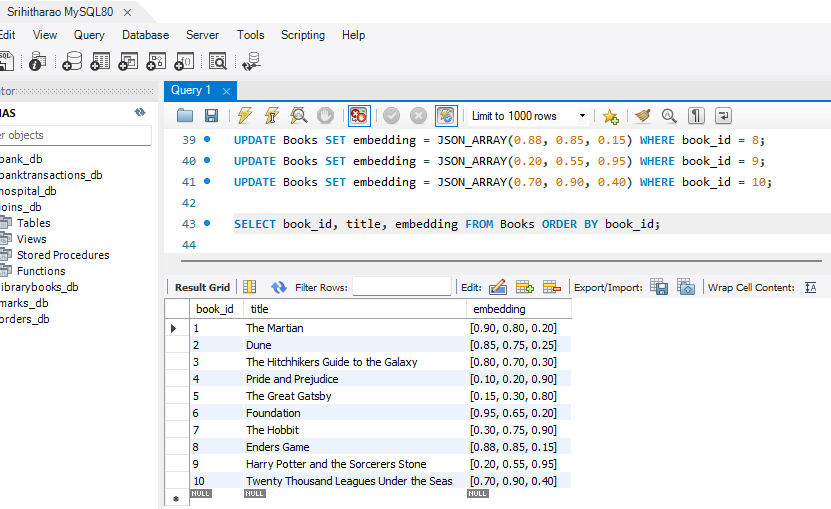 Srihitharao MySQL80 ×
Edit View Query Database Server Tools Scripting Help
Query 1 ×
Limit to 1000 rows
39 UPDATE Books SET embedding = JSON_ARRAY(0.88, 0.85, 0.15) WHERE book_id = 8;
40 UPDATE Books SET embedding = JSON_ARRAY(0.20, 0.55, 0.95) WHERE book_id = 9;
41 UPDATE Books SET embedding = JSON_ARRAY(0.70, 0.90, 0.40) WHERE book_id = 10;
42
43 SELECT book_id, title, embedding FROM Books ORDER BY book_id;
44
objects
bank_db
banktransactions_db
hospital_db
joins_db
Tables
Views
Stored Procedures
Functions
librarybooks_db
marks_db
orders_db
Result Grid Filter Rows: Edit: Export/Import: Wrap Cell Content: IA
book_id title embedding
1 The Martian [0.90, 0.80, 0.20]
2 Dune [0.85, 0.75, 0.25]
3 The Hitchhikers Guide to the Galaxy [0.80, 0.70, 0.30]
4 Pride and Prejudice [0.10, 0.20, 0.90]
5 The Great Gatsby [0.15, 0.30, 0.80]
6 Foundation [0.95, 0.65, 0.20]
7 The Hobbit [0.30, 0.75, 0.90]
8 Enders Game [0.88, 0.85, 0.15]
9 Harry Potter and the Sorcerers Stone [0.20, 0.55, 0.95]
10 Twenty Thousand Leagues Under the Seas [0.70, 0.90, 0.40]
NULL NULL NULL